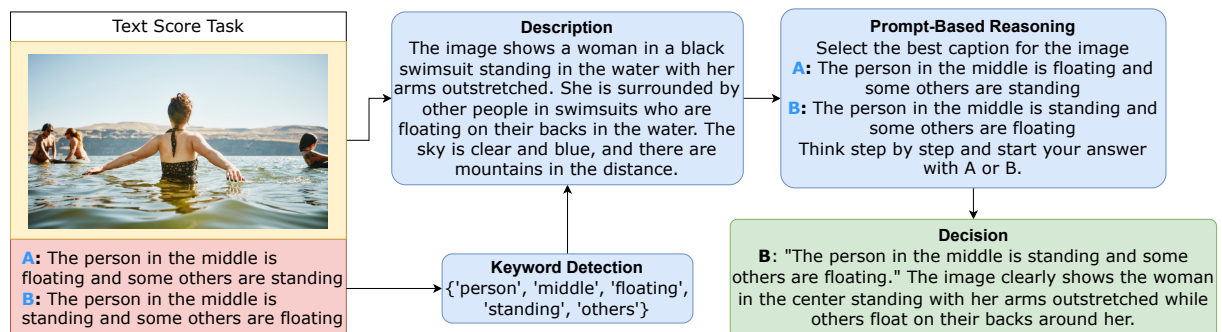 Text Score Task
A: The person in the middle is
floating and some others are standing
B: The person in the middle is
standing and some others are floating
Keyword Detection
{'person', 'middle', 'floating',
'standing', 'others'}
Description
The image shows a woman in a black
swimsuit standing in the water with her
arms outstretched. She is surrounded by
other people in swimsuits who are
floating on their backs in the water. The
sky is clear and blue, and there are
mountains in the distance.
Prompt-Based Reasoning
Select the best caption for the image
A: The person in the middle is floating and
some others are standing
B: The person in the middle is standing and
some others are floating
Think step by step and start your answer
with A or B.
Decision
B: "The person in the middle is standing and some
others are floating." The image clearly shows the woman
in the center standing with her arms outstretched while
others float on their backs around her.